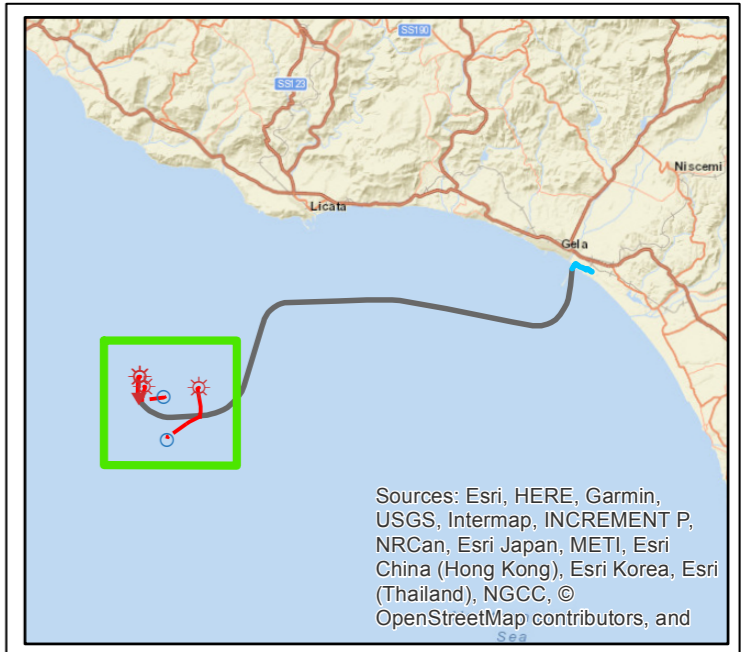 SS190
SS123
Niscemi
Licata
Gela
Sources: Esri, HERE, Garmin,
USGS, Intermap, INCREMENT P,
NRCan, Esri Japan, METI, Esri
China (Hong Kong), Esri Korea, Esri
(Thailand), NGCC, ©
OpenStreetMap contributors, and
Sea